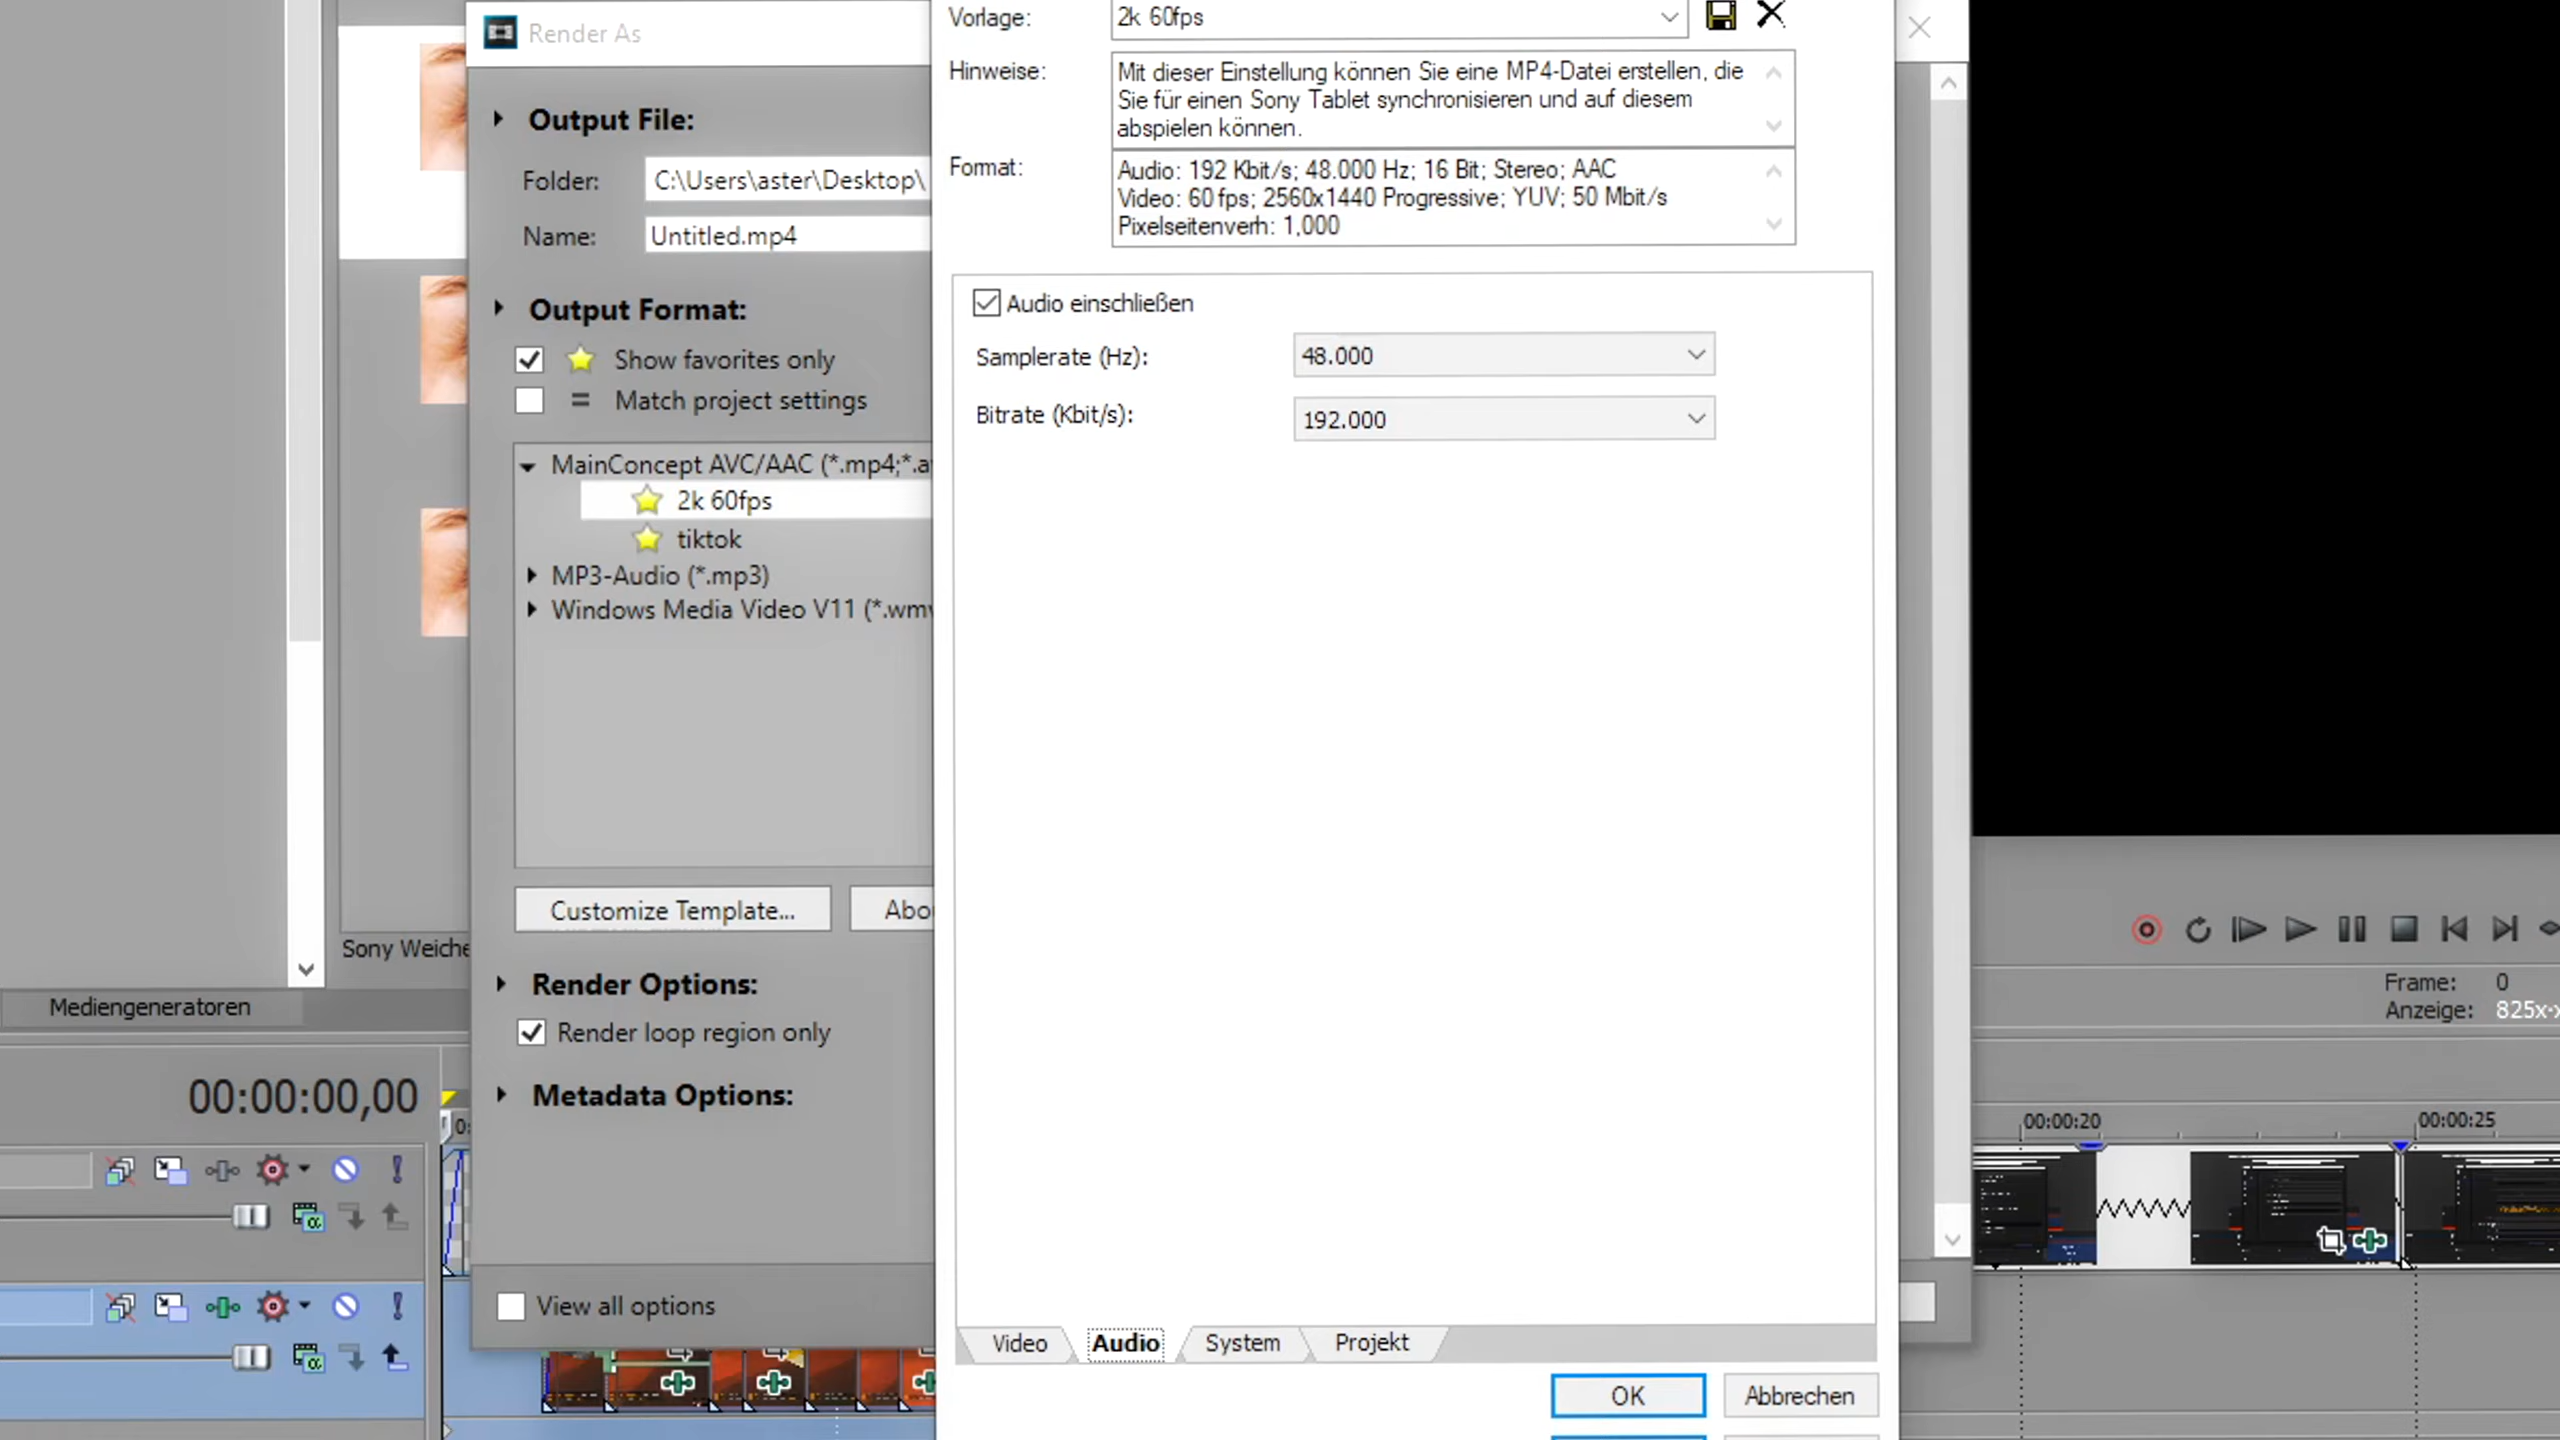 Render As
Output File:
Folder:
C:\Users\aster\Desktop\
Name:
Untitled.mp4
Output Format:
Show favorites only
= Match project settings
MainConcept AVC/AAC (*.mp4;*.a
2k 60fps
tiktok
MP3-Audio (*.mp3)
Windows Media Video V11 (*.wm
Customize Template...
Abo
Render Options:
Render loop region only
Metadata Options:
View all options
Vorlage:
2k 60fps
Hinweise:
Mit dieser Einstellung können Sie eine MP4-Datei erstellen, die
Sie für einen Sony Tablet synchronisieren und auf diesem
abspielen können.
Format:
Audio: 192 Kbit/s; 48.000 Hz; 16 Bit; Stereo; AAC
Video: 60 fps; 2560x1440 Progressive; YUV; 50 Mbit/s
Pixelseitenverh: 1,000
Audio einschließen
Samplerate (Hz):
48.000
Bitrate (Kbit/s):
192.000
Video
Audio
System
Projekt
OK
Abbrechen
Sony Weiche
Mediengeneratoren
00:00:00,00
Frame: 0
Anzeige: 825x
00:00:20
00:00:25